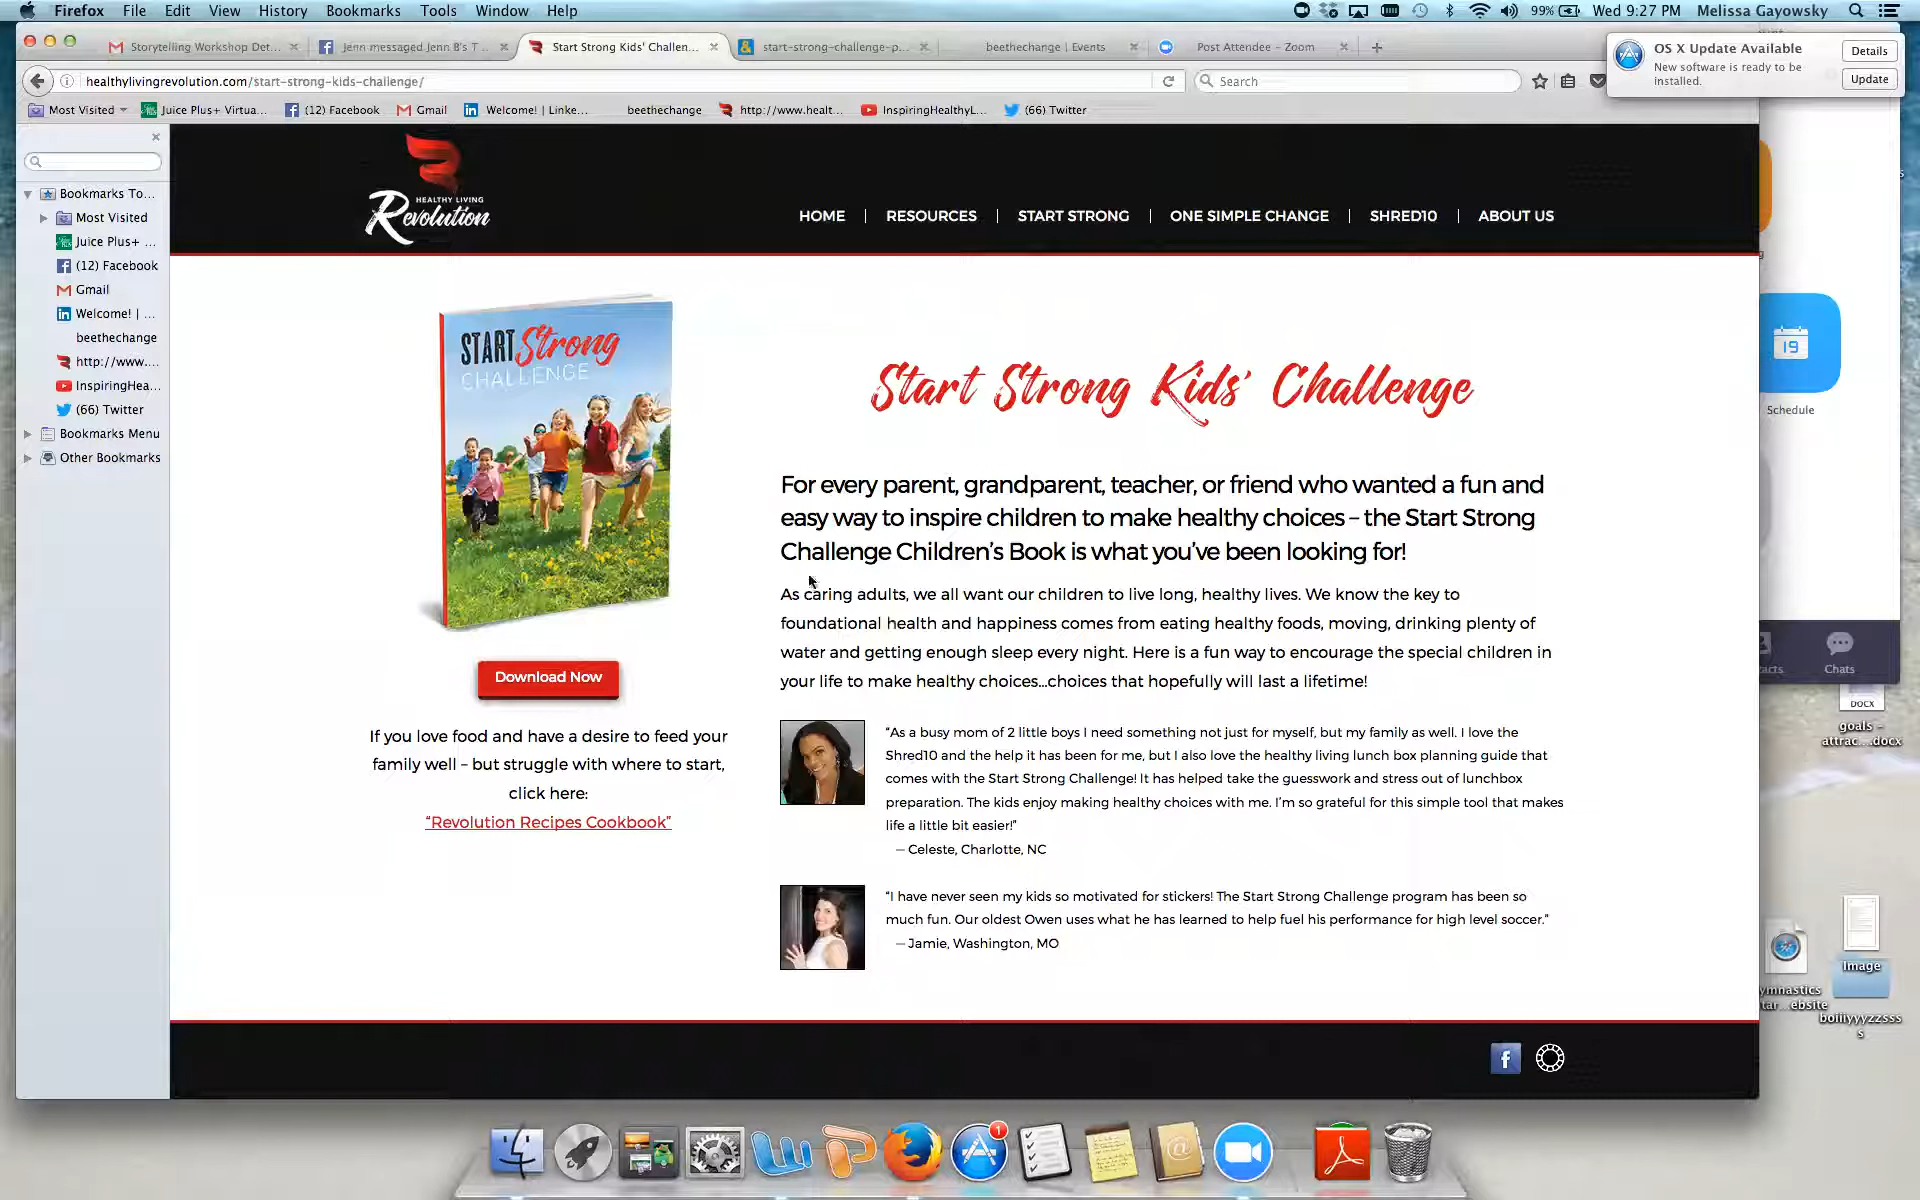 Firefox File Edit View History Bookmarks Tools Window Help
99% Wed 9:27 PM Melissa Gayowsky
Storytelling Workshop Det...
Jenn messaged Jenn B's T...
Start Strong Kids' Challen...
start-strong-challenge-p...
beethechange | Events
Post Attendee - Zoom
OS X Update Available
New software is ready to be
installed.
Details
Update
healthylivingrevolution.com/start-strong-kids-challenge/
Search
Most Visited
Juice Plus+ Virtua...
(12) Facebook
Gmail
Welcome! | Linke...
beethechange
http://www.healt...
InspiringHealthyL...
(66) Twitter
Bookmarks To...
Most Visited
Juice Plus+ ...
(12) Facebook
Gmail
Welcome! | ...
beethechange
http://www....
InspiringHea...
(66) Twitter
Bookmarks Menu
Other Bookmarks
HEALTHY LIVING
Revolution
HOME
RESOURCES
START STRONG
ONE SIMPLE CHANGE
SHRED10
ABOUT US
START Strong
CHALLENGE
Download Now
If you love food and have a desire to feed your
family well – but struggle with where to start,
click here:
"Revolution Recipes Cookbook"
Start Strong Kids' Challenge
For every parent, grandparent, teacher, or friend who wanted a fun and
easy way to inspire children to make healthy choices – the Start Strong
Challenge Children's Book is what you've been looking for!
As caring adults, we all want our children to live long, healthy lives. We know the key to
foundational health and happiness comes from eating healthy foods, moving, drinking plenty of
water and getting enough sleep every night. Here is a fun way to encourage the special children in
your life to make healthy choices...choices that hopefully will last a lifetime!
"As a busy mom of 2 little boys I need something not just for myself, but my family as well. I love the
Shred10 and the help it has been for me, but I also love the healthy living lunch box planning guide that
comes with the Start Strong Challenge! It has helped take the guesswork and stress out of lunchbox
preparation. The kids enjoy making healthy choices with me. I'm so grateful for this simple tool that makes
life a little bit easier!"
— Celeste, Charlotte, NC
"I have never seen my kids so motivated for stickers! The Start Strong Challenge program has been so
much fun. Our oldest Owen uses what he has learned to help fuel his performance for high level soccer."
— Jamie, Washington, MO
19
Schedule
acts
Chats
DOCX
goals –
attrac....docx
Image
ymnastics
tar...ebsite
boiiyyyzzsss
s
1